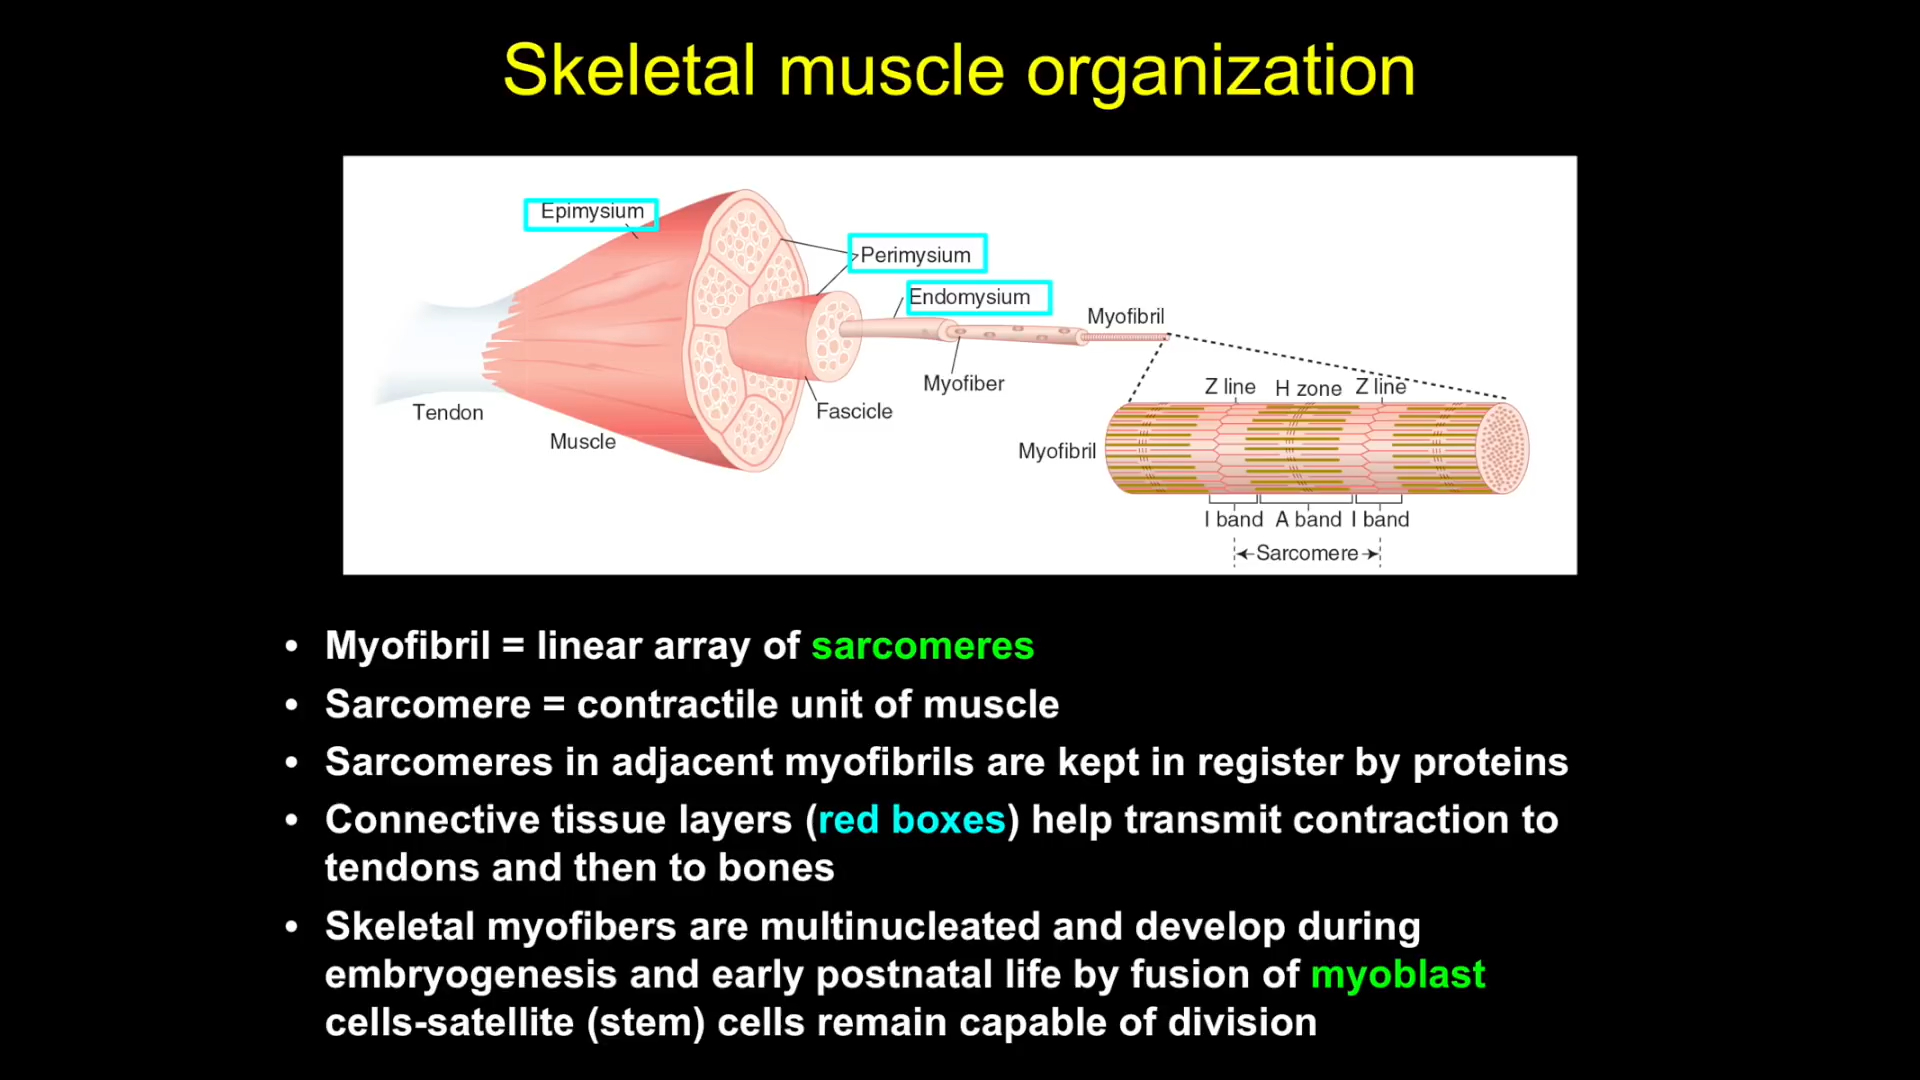 Skeletal muscle organization
Epimysium
Perimysium
Endomysium
Myofibril
Myofiber
Fascicle
Tendon
Muscle
Z line H zone Z line
Myofibril
I band A band I band
Sarcomere
• Myofibril = linear array of sarcomeres
• Sarcomere = contractile unit of muscle
• Sarcomeres in adjacent myofibrils are kept in register by proteins
• Connective tissue layers (red boxes) help transmit contraction to
tendons and then to bones
• Skeletal myofibers are multinucleated and develop during
embryogenesis and early postnatal life by fusion of myoblast
cells-satellite (stem) cells remain capable of division